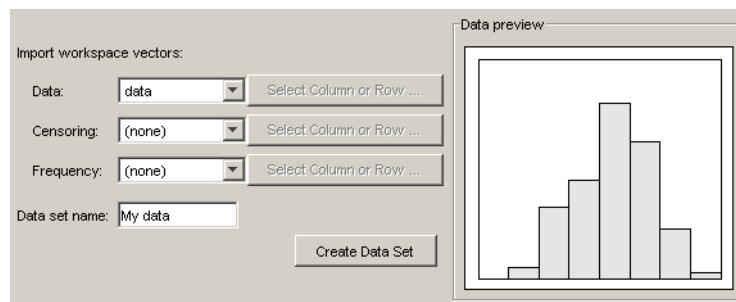 Data preview
Import workspace vectors:
Data: data Select Column or Row ...
Censoring: (none) Select Column or Row ...
Frequency: (none) Select Column or Row ...
Data set name: My data
Create Data Set